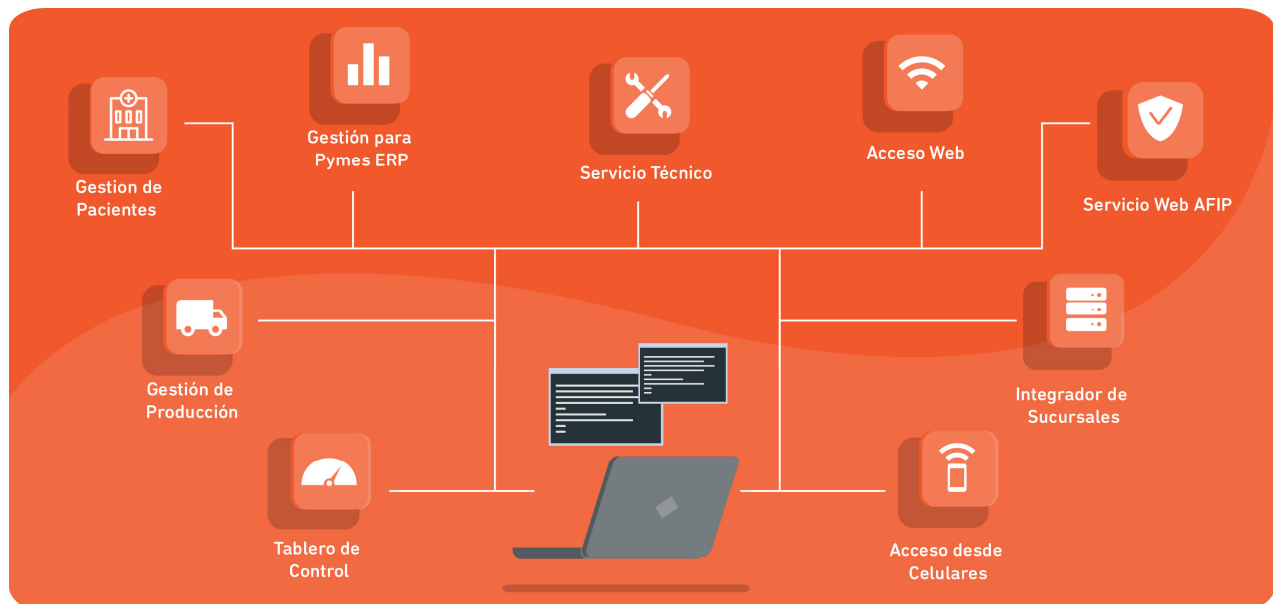 Gestión para
Pymes ERP
Acceso Web
Servicio Técnico
Gestion de
Pacientes
Servicio Web AFIP
Gestión de
Producción
Integrador de
Sucursales
Tablero de
Control
Acceso desde
Celulares